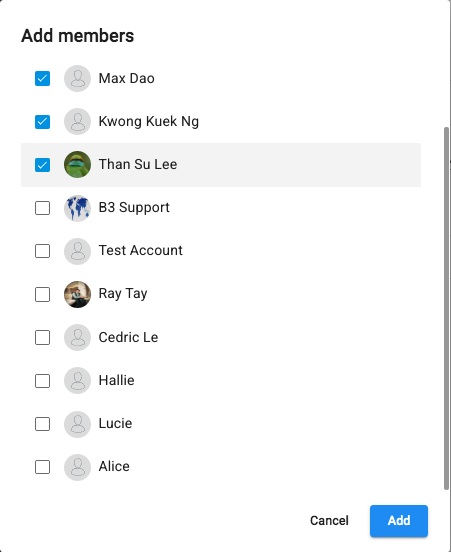 Add members
Max Dao
Kwong Kuek Ng
Than Su Lee
B3 Support
Test Account
Ray Tay
Cedric Le
Hallie
Lucie
Alice
Cancel Add